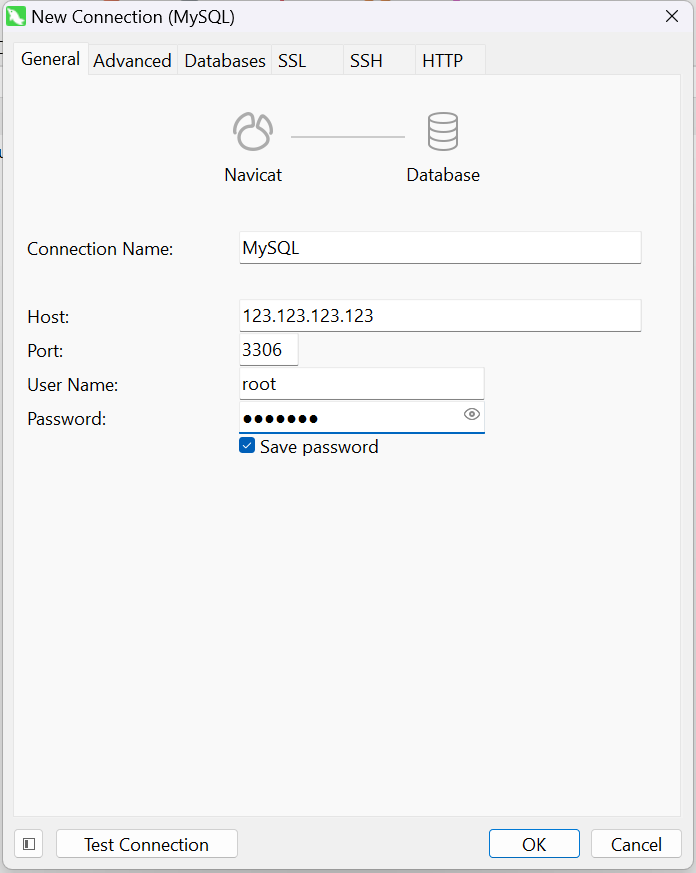 New Connection (MySQL)
General Advanced Databases SSL SSH HTTP
Navicat Database
Connection Name: MySQL
Host: 123.123.123.123
Port: 3306
User Name: root
Password: ●●●●●●●
Save password
Test Connection OK Cancel